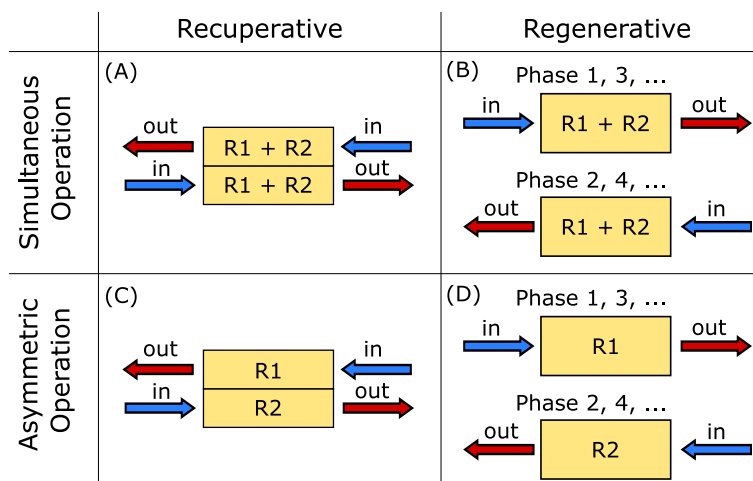 Recuperative
Regenerative
Simultaneous
Operation
(A)
out
in
R1 + R2
in
R1 + R2
out
(B)
Phase 1, 3, ...
in
R1 + R2
out
Phase 2, 4, ...
out
R1 + R2
in
Asymmetric
Operation
(C)
out
in
R1
in
R2
out
(D)
Phase 1, 3, ...
in
R1
out
Phase 2, 4, ...
out
R2
in